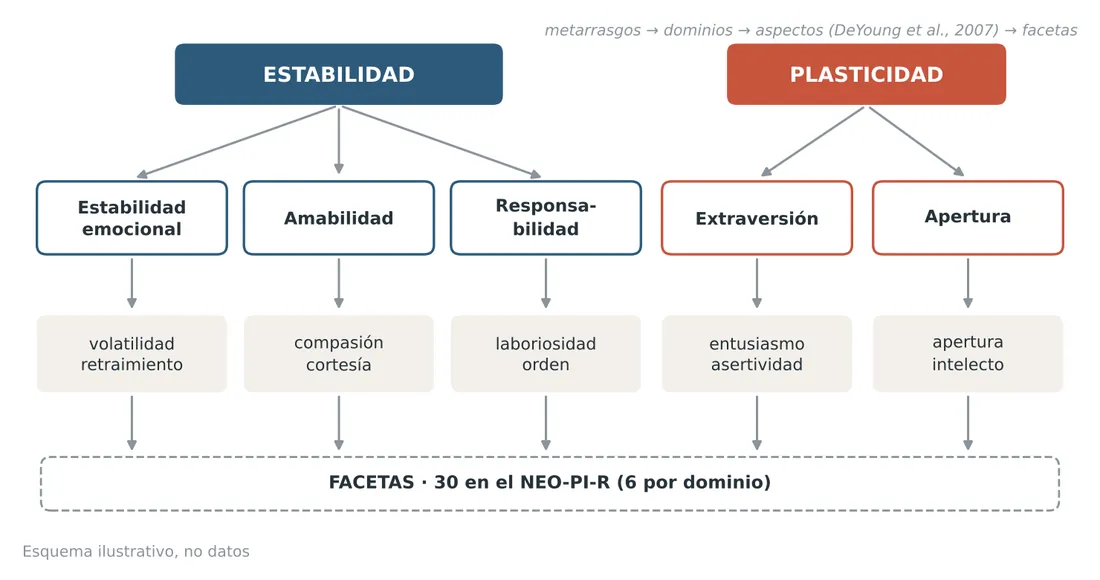 metarrasgos → dominios → aspectos (DeYoung et al., 2007) → facetas
ESTABILIDAD
PLASTICIDAD
Estabilidad
emocional
Amabilidad
Responsa-
bilidad
Extraversión
Apertura
volatilidad
retraimiento
compasión
cortesía
laboriosidad
orden
entusiasmo
asertividad
apertura
intelecto
FACETAS · 30 en el NEO-PI-R (6 por dominio)
Esquema ilustrativo, no datos